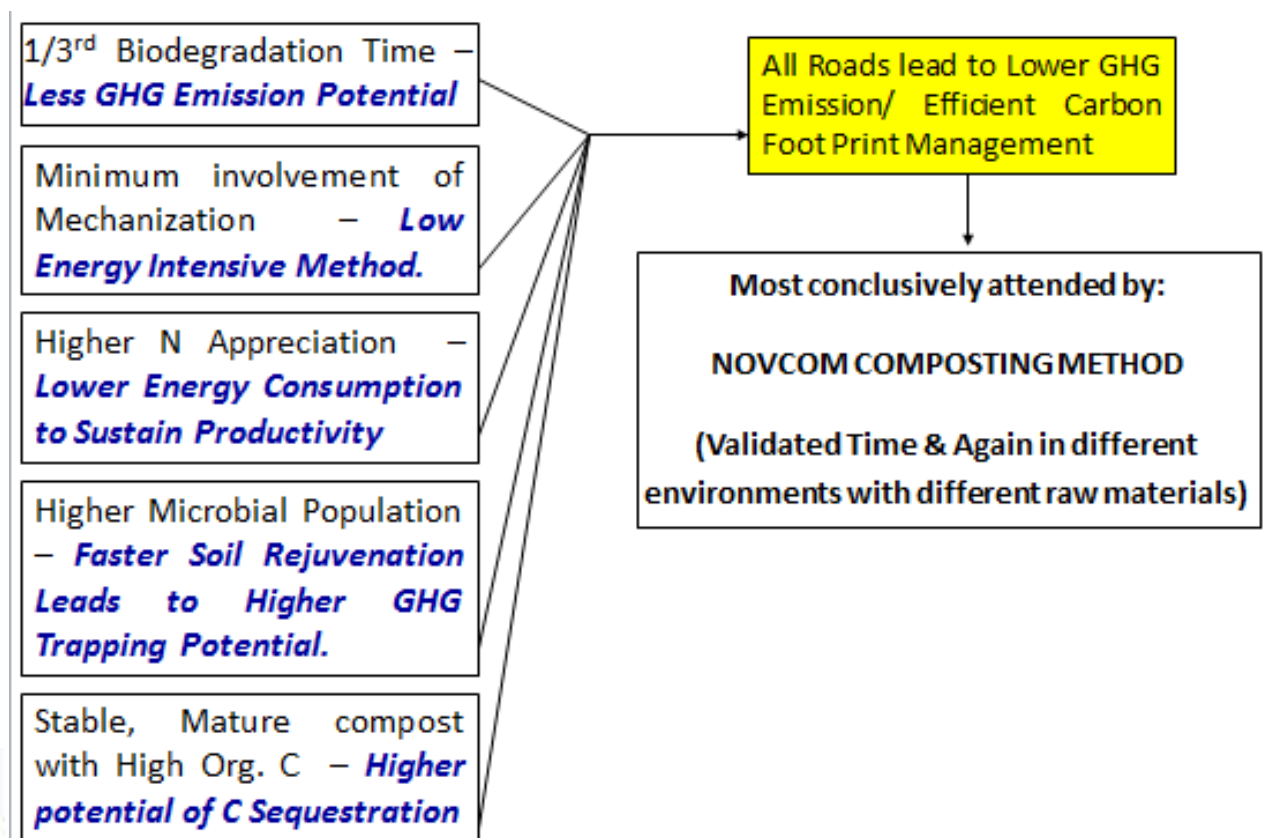 1/3rd Biodegradation Time –
Less GHG Emission Potential
Minimum involvement of
Mechanization – Low
Energy Intensive Method.
Higher N Appreciation –
Lower Energy Consumption
to Sustain Productivity
Higher Microbial Population
– Faster Soil Rejuvenation
Leads to Higher GHG
Trapping Potential.
Stable, Mature compost
with High Org. C – Higher
potential of C Sequestration
All Roads lead to Lower GHG
Emission/ Efficient Carbon
Foot Print Management
Most conclusively attended by:
NOVCOM COMPOSTING METHOD
(Validated Time & Again in different
environments with different raw materials)